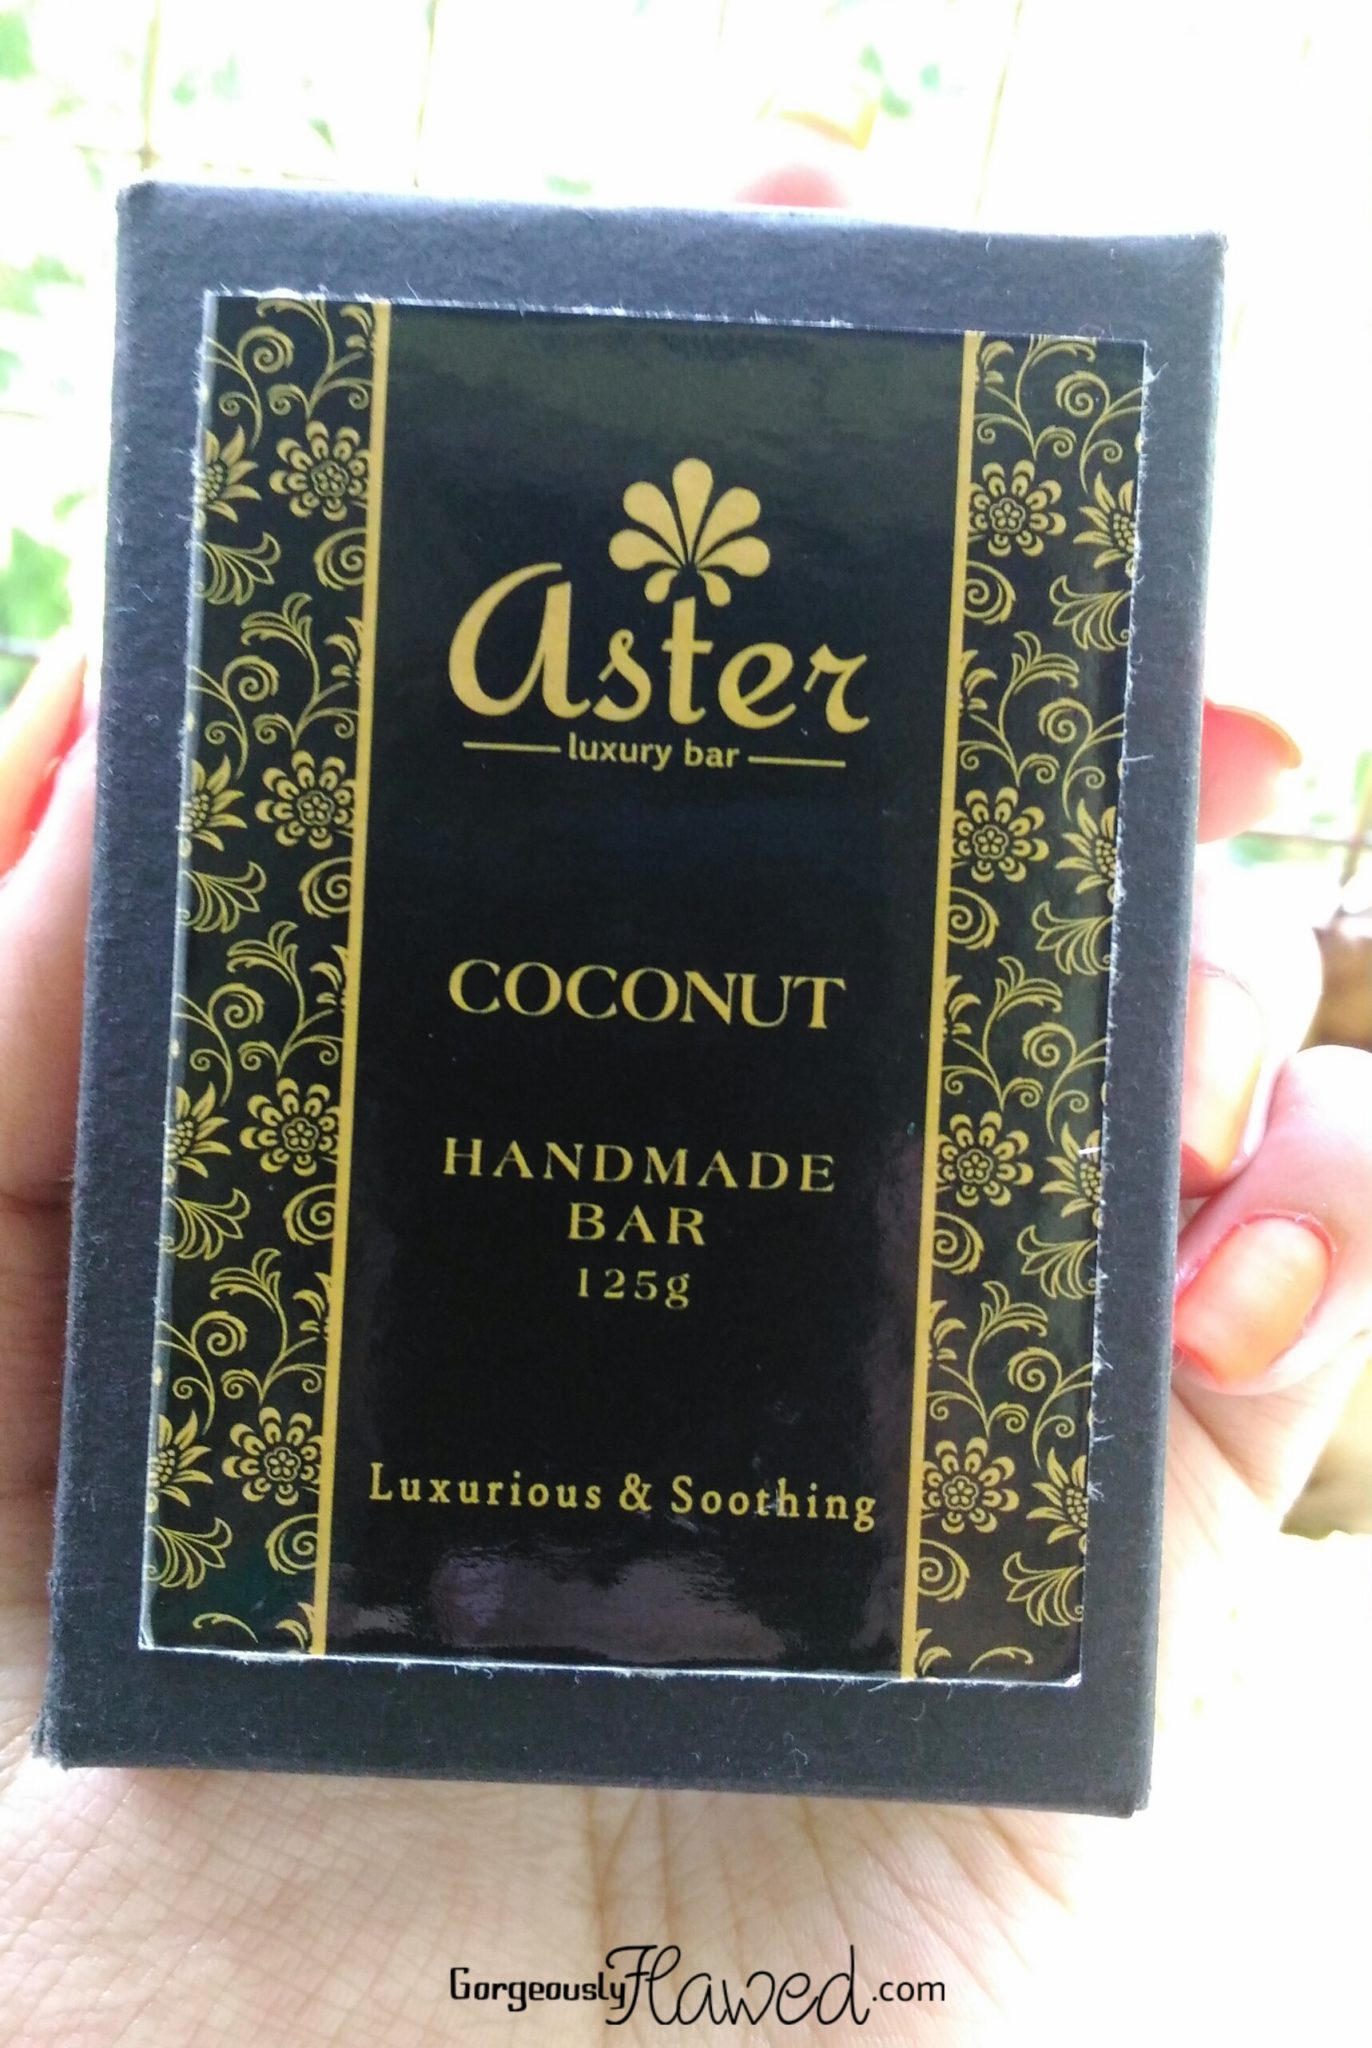 aster
luxury bar
COCONUT
HANDMADE
BAR
125g
Luxurious & Soothing
GorgeouslyFlawed.com